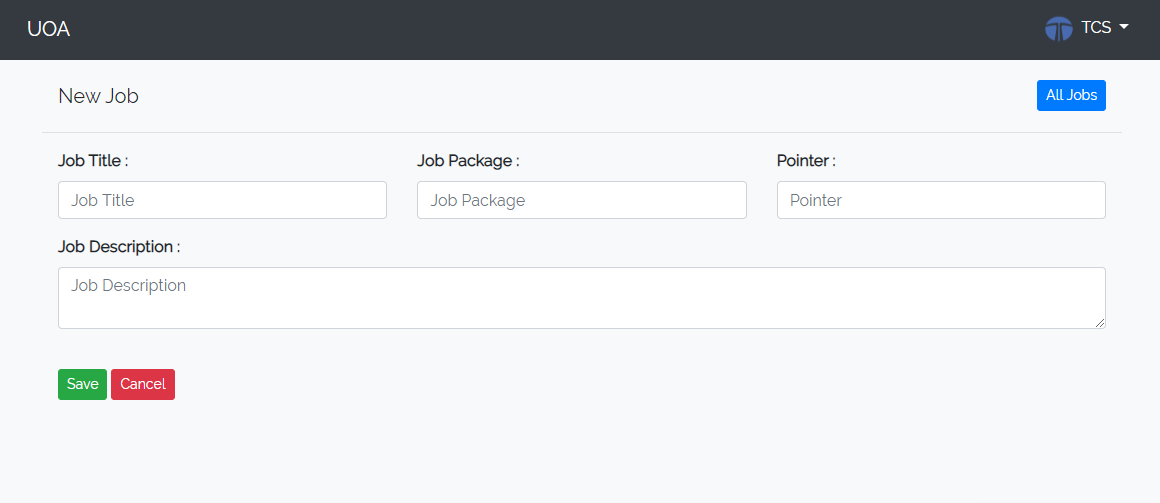 UOA TCS
New Job All Jobs
Job Title : Job Package : Pointer :
Job Title Job Package Pointer
Job Description :
Job Description
Save Cancel